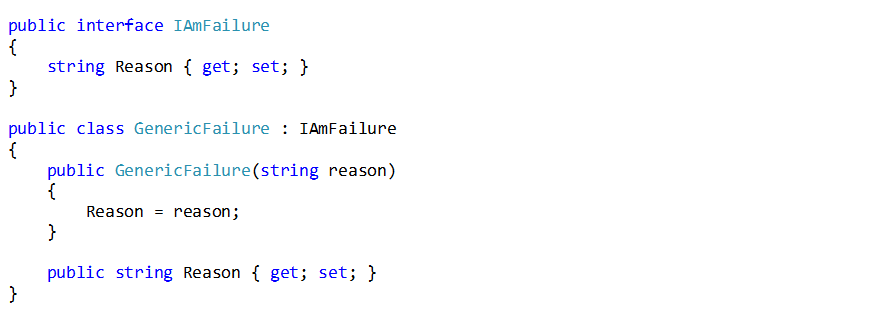 public interface IAmFailure
{
    string Reason { get; set; }
}

public class GenericFailure : IAmFailure
{
    public GenericFailure(string reason)
    {
        Reason = reason;
    }

    public string Reason { get; set; }
}